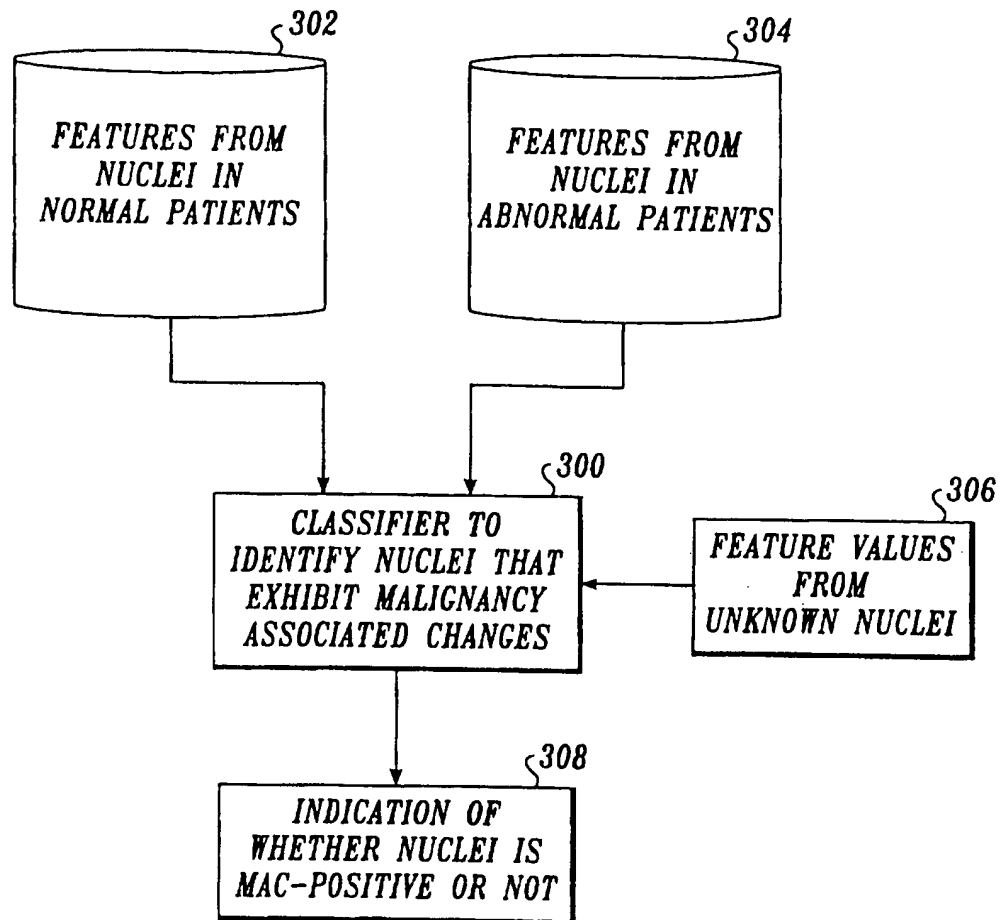 302
FEATURES FROM
NUCLEI IN
NORMAL PATIENTS
304
FEATURES FROM
NUCLEI IN
ABNORMAL PATIENTS
300
CLASSIFIER TO
IDENTIFY NUCLEI THAT
EXHIBIT MALIGNANCY
ASSOCIATED CHANGES
306
FEATURE VALUES
FROM
UNKNOWN NUCLEI
308
INDICATION OF
WHETHER NUCLEI IS
MAC-POSITIVE OR NOT